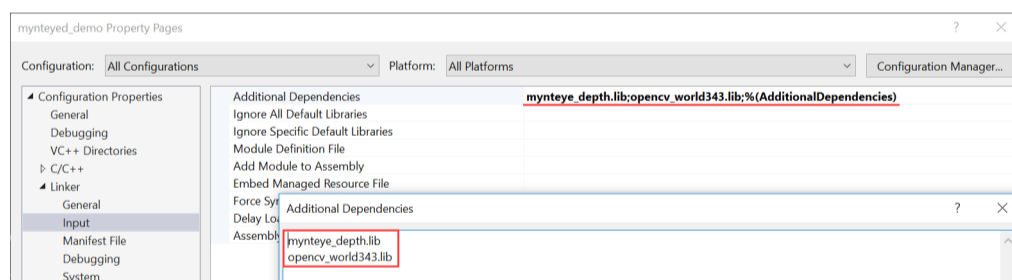 mynteyed_demo Property Pages
?
Configuration: All Configurations Platform: All Platforms Configuration Manager...
Configuration Properties
General
Debugging
VC++ Directories
C/C++
Linker
General
Input
Manifest File
Debugging
System
Additional Dependencies mynteye_depth.lib;opencv_world343.lib;%(AdditionalDependencies)
Ignore All Default Libraries
Ignore Specific Default Libraries
Module Definition File
Add Module to Assembly
Embed Managed Resource File
Force Syr
Delay Loa
Assembly
Additional Dependencies ?
mynteye_depth.lib
opencv_world343.lib